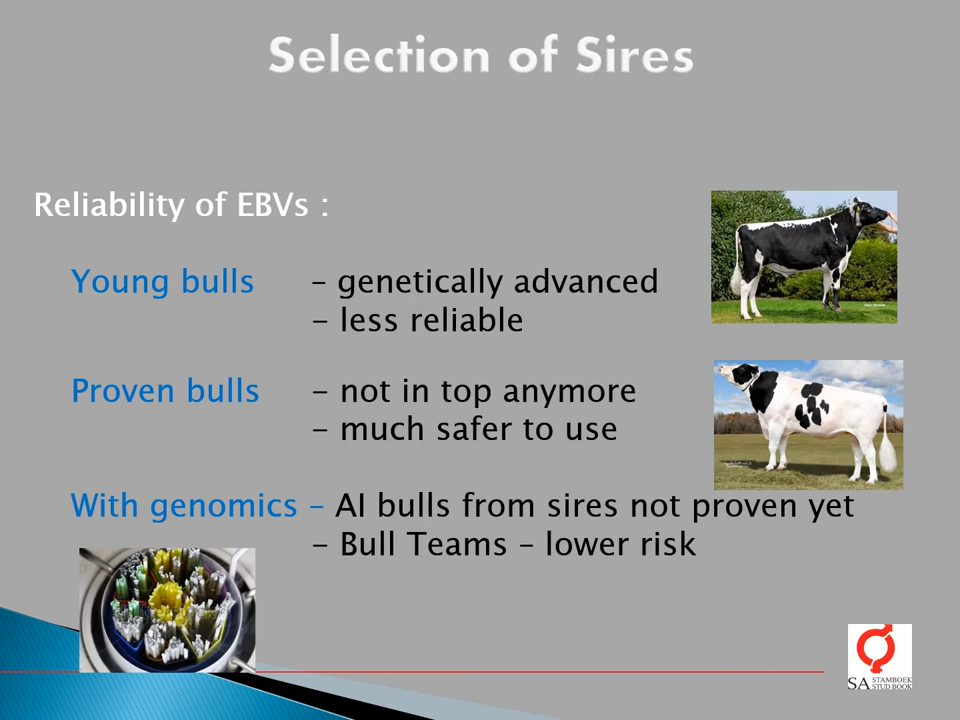 Selection of Sires
Reliability of EBVs :
Young bulls – genetically advanced
- less reliable
Proven bulls - not in top anymore
- much safer to use
With genomics – AI bulls from sires not proven yet
- Bull Teams – lower risk
SA STAMBOEK
STUD BOOK